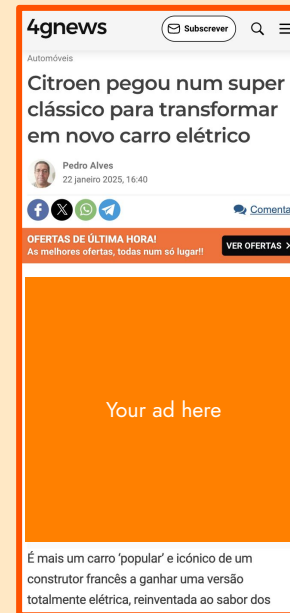 4gnews
Subscrever
Automóveis
Citroen pegou num super
clássico para transformar
em novo carro elétrico
Pedro Alves
22 janeiro 2025, 16:40
Comenta
OFERTAS DE ÚLTIMA HORA!
As melhores ofertas, todas num só lugar!!
VER OFERTAS
Your ad here
É mais um carro ‘popular’ e icónico de um
construtor francês a ganhar uma versão
totalmente elétrica, reinventada ao sabor dos